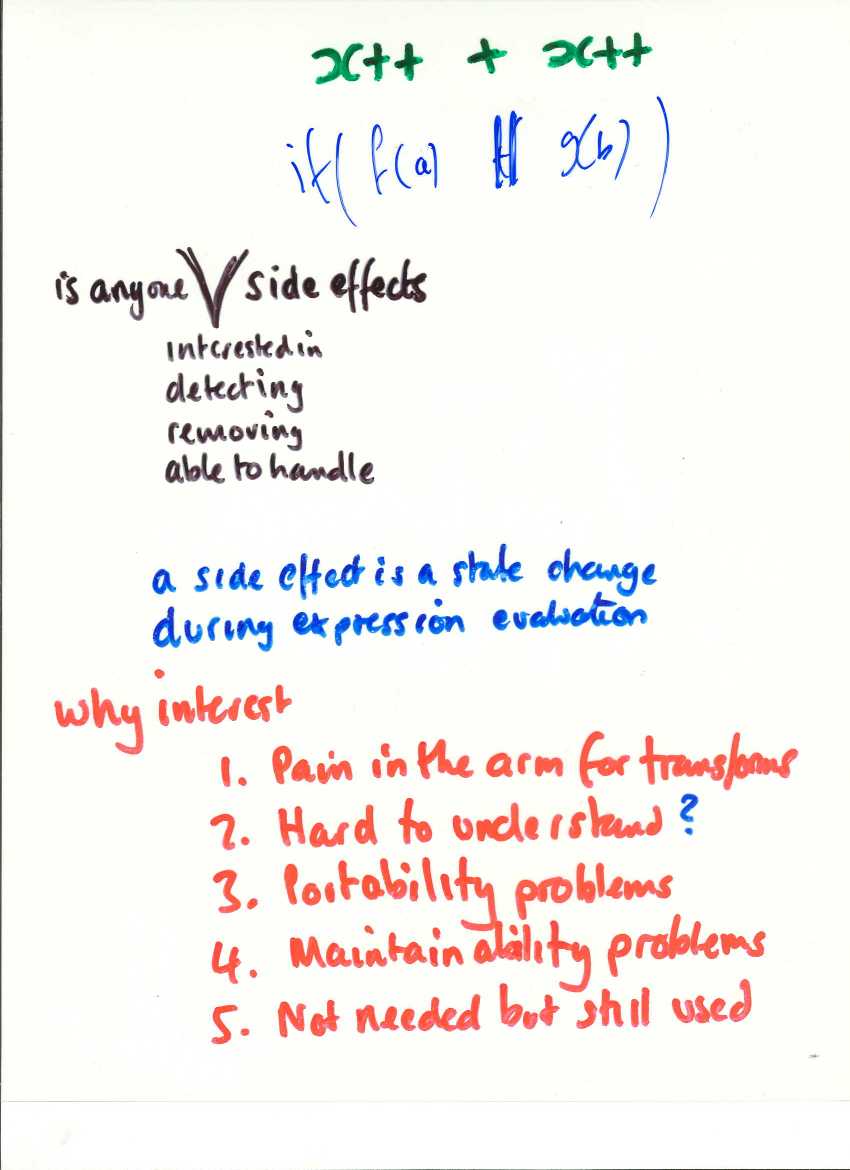 x++ + x++
if( f(a) || g(b) )
is anyone V side effects
interested in
detecting
removing
able to handle
a side effect is a state change
during expression evaluation
why interest
1. Pain in the arm for transforms
2. Hard to understand ?
3. Portability problems
4. Maintainability problems
5. Not needed but still used